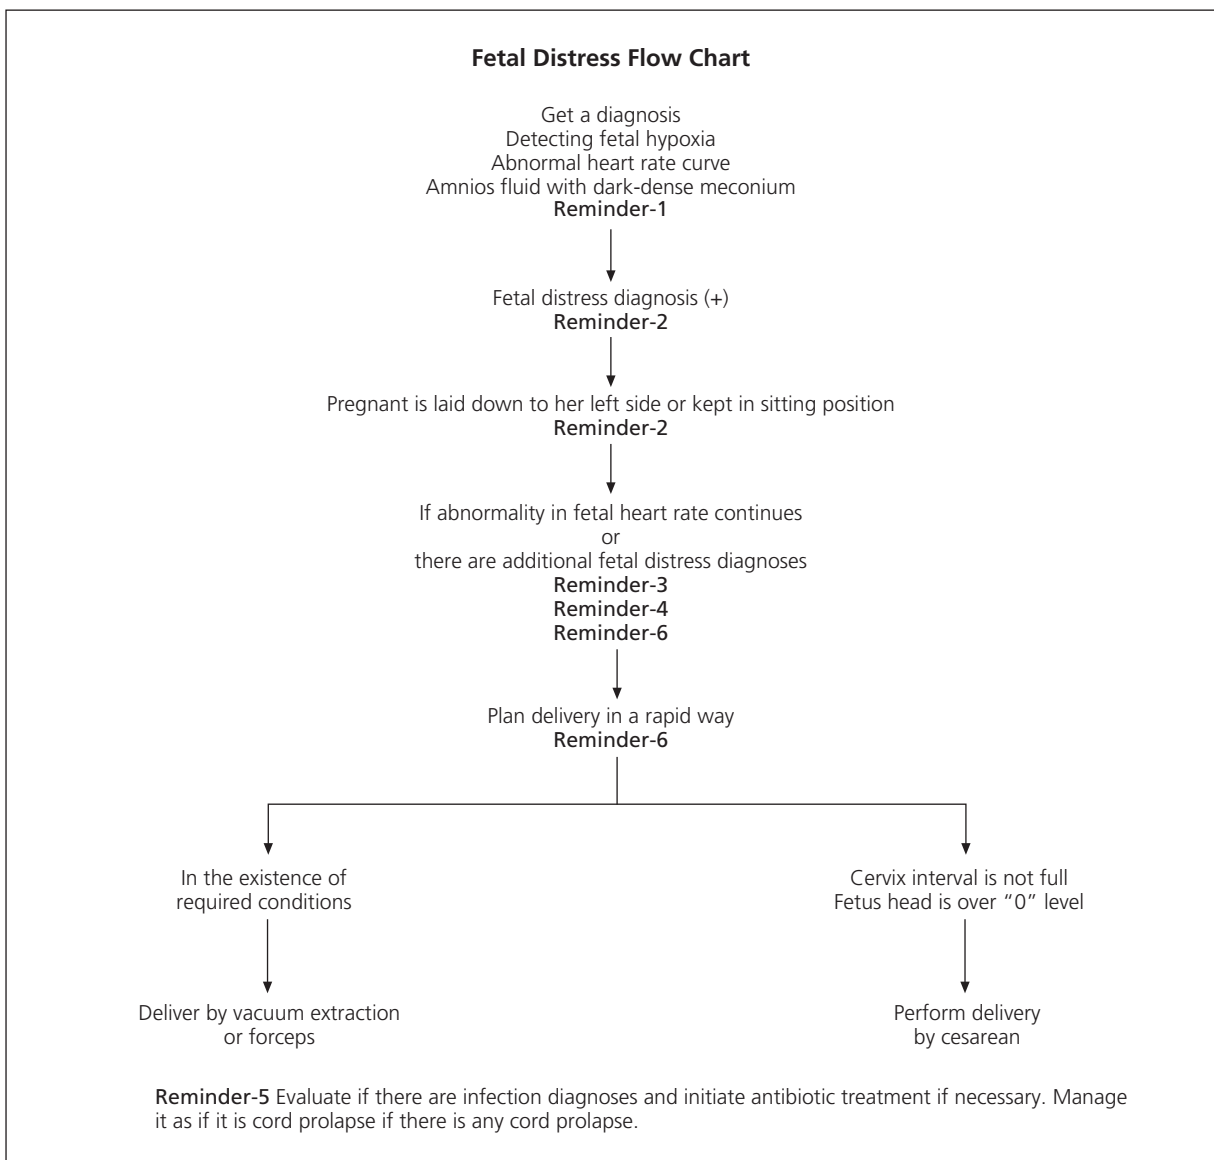 Fetal Distress Flow Chart
Get a diagnosis
Detecting fetal hypoxia
Abnormal heart rate curve
Amnios fluid with dark-dense meconium
Reminder-1
Fetal distress diagnosis (+)
Reminder-2
Pregnant is laid down to her left side or kept in sitting position
Reminder-2
If abnormality in fetal heart rate continues
or
there are additional fetal distress diagnoses
Reminder-3
Reminder-4
Reminder-6
Plan delivery in a rapid way
Reminder-6
In the existence of
required conditions
Cervix interval is not full
Fetus head is over “0” level
Deliver by vacuum extraction
or forceps
Perform delivery
by cesarean
Reminder-5 Evaluate if there are infection diagnoses and initiate antibiotic treatment if necessary. Manage
it as if it is cord prolapse if there is any cord prolapse.